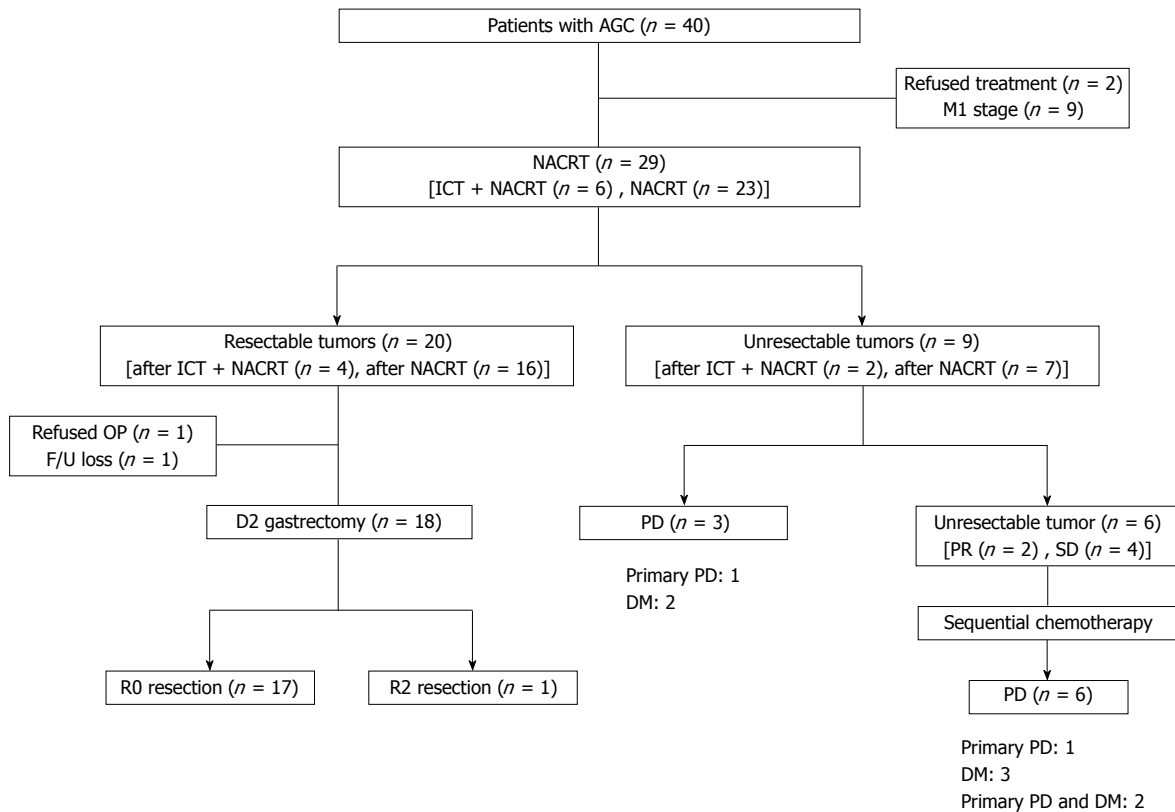 Patients with AGC (n = 40)
Refused treatment (n = 2)
M1 stage (n = 9)
NACRT (n = 29)
[ICT + NACRT (n = 6) , NACRT (n = 23)]
Resectable tumors (n = 20)
[after ICT + NACRT (n = 4), after NACRT (n = 16)]
Unresectable tumors (n = 9)
[after ICT + NACRT (n = 2), after NACRT (n = 7)]
Refused OP (n = 1)
F/U loss (n = 1)
D2 gastrectomy (n = 18)
R0 resection (n = 17)
R2 resection (n = 1)
PD (n = 3)
Primary PD: 1
DM: 2
Unresectable tumor (n = 6)
[PR (n = 2) , SD (n = 4)]
Sequential chemotherapy
PD (n = 6)
Primary PD: 1
DM: 3
Primary PD and DM: 2